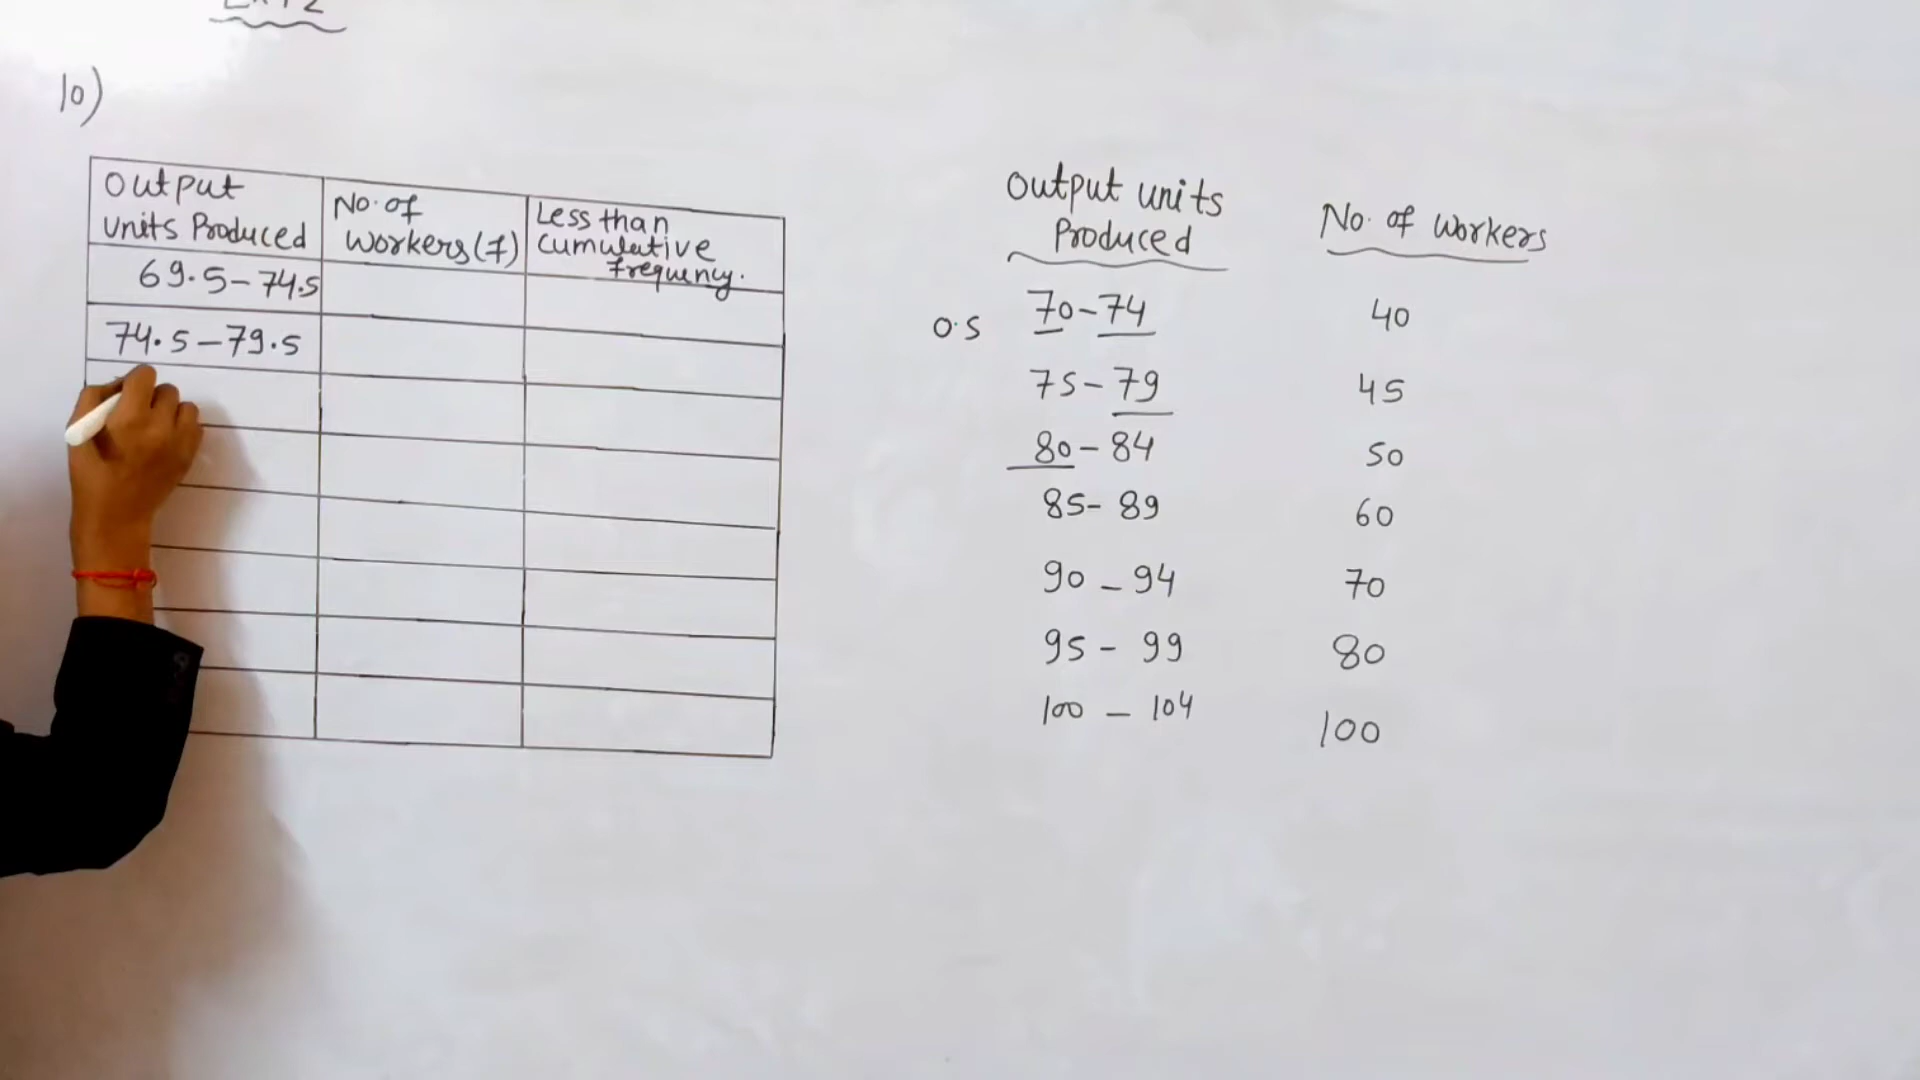 10)
Output
units Produced
No. of
Workers (f)
Less than
Cumulative
frequency.
69.5-74.5
74.5-79.5
Output units
Produced
No. of workers
0.5 70-74 40
75-79 45
80-84 50
85-89 60
90-94 70
95-99 80
100-104 100